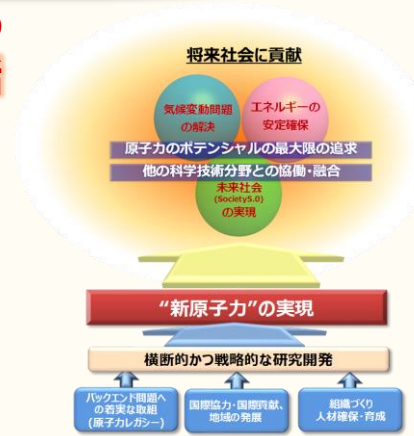 将来社会に貢献
気候変動問題
の解決
エネルギーの
安定確保
原子力のポテンシャルの最大限の追求
他の科学技術分野との協働・融合
未来社会
(Society5.0)
の実現
“新原子力”の実現
横断的かつ戦略的な研究開発
バックエンド問題へ
の着実な取組
(原子力レガシー)
国際協力・国際貢献、
地域の発展
組織づくり
人材確保・育成